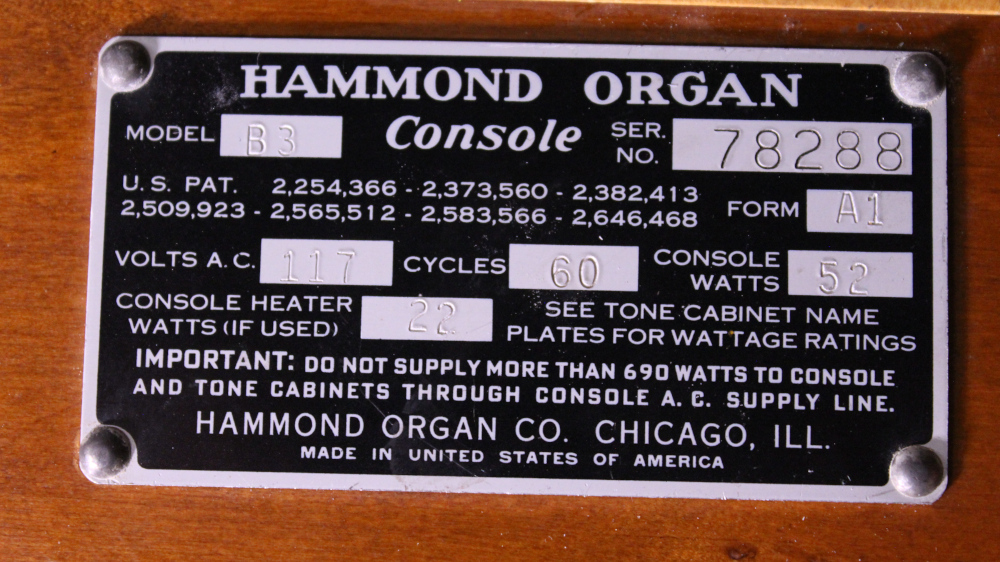 HAMMOND ORGAN
MODEL B3 Console SER. NO. 78288
U.S. PAT. 2,254,366 - 2,373,560 - 2,382,413
2,509,923 - 2,565,512 - 2,583,566 - 2,646,468 FORM A1
VOLTS A.C. 117 CYCLES 60 CONSOLE WATTS 52
CONSOLE HEATER WATTS (IF USED) 22 SEE TONE CABINET NAME
PLATES FOR WATTAGE RATINGS
IMPORTANT: DO NOT SUPPLY MORE THAN 690 WATTS TO CONSOLE
AND TONE CABINETS THROUGH CONSOLE A.C. SUPPLY LINE.
HAMMOND ORGAN CO. CHICAGO, ILL.
MADE IN UNITED STATES OF AMERICA